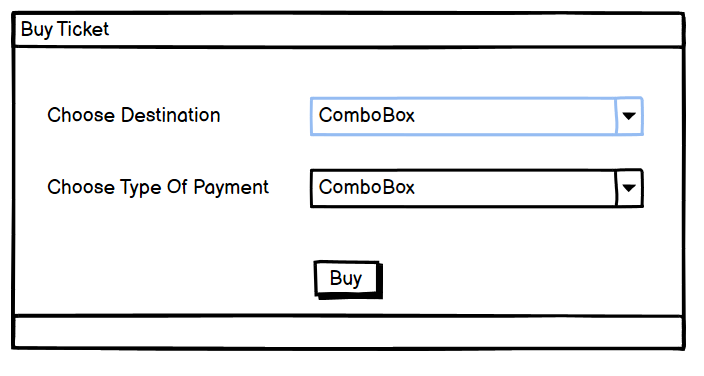 Buy Ticket
Choose Destination ComboBox
Choose Type Of Payment ComboBox
Buy